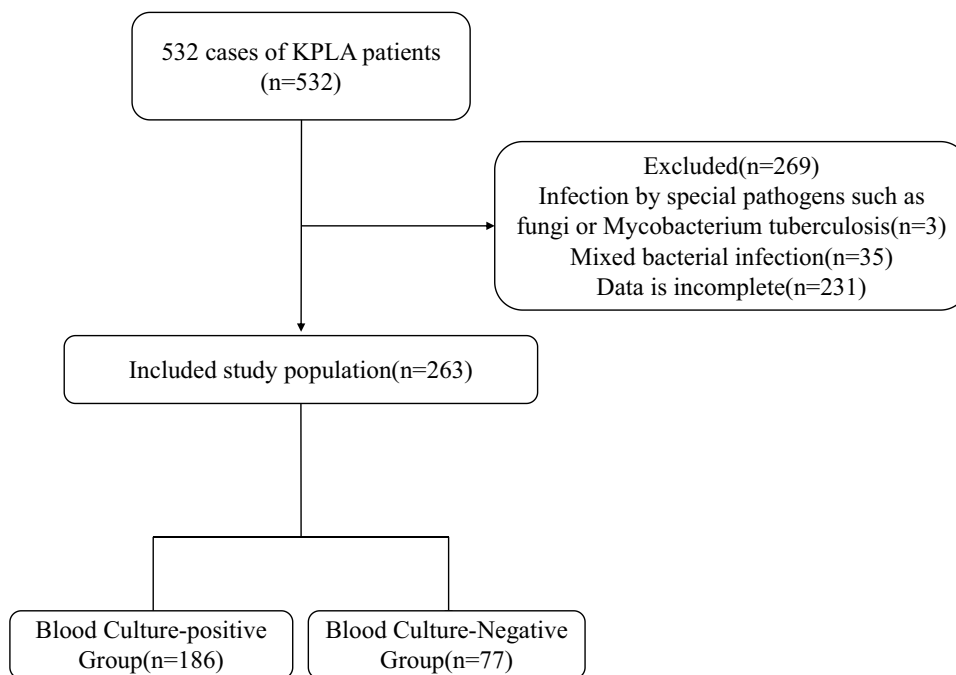 532 cases of KPLA patients
(n=532)
Excluded(n=269)
Infection by special pathogens such as
fungi or Mycobacterium tuberculosis(n=3)
Mixed bacterial infection(n=35)
Data is incomplete(n=231)
Included study population(n=263)
Blood Culture-positive
Group(n=186)
Blood Culture-Negative
Group(n=77)